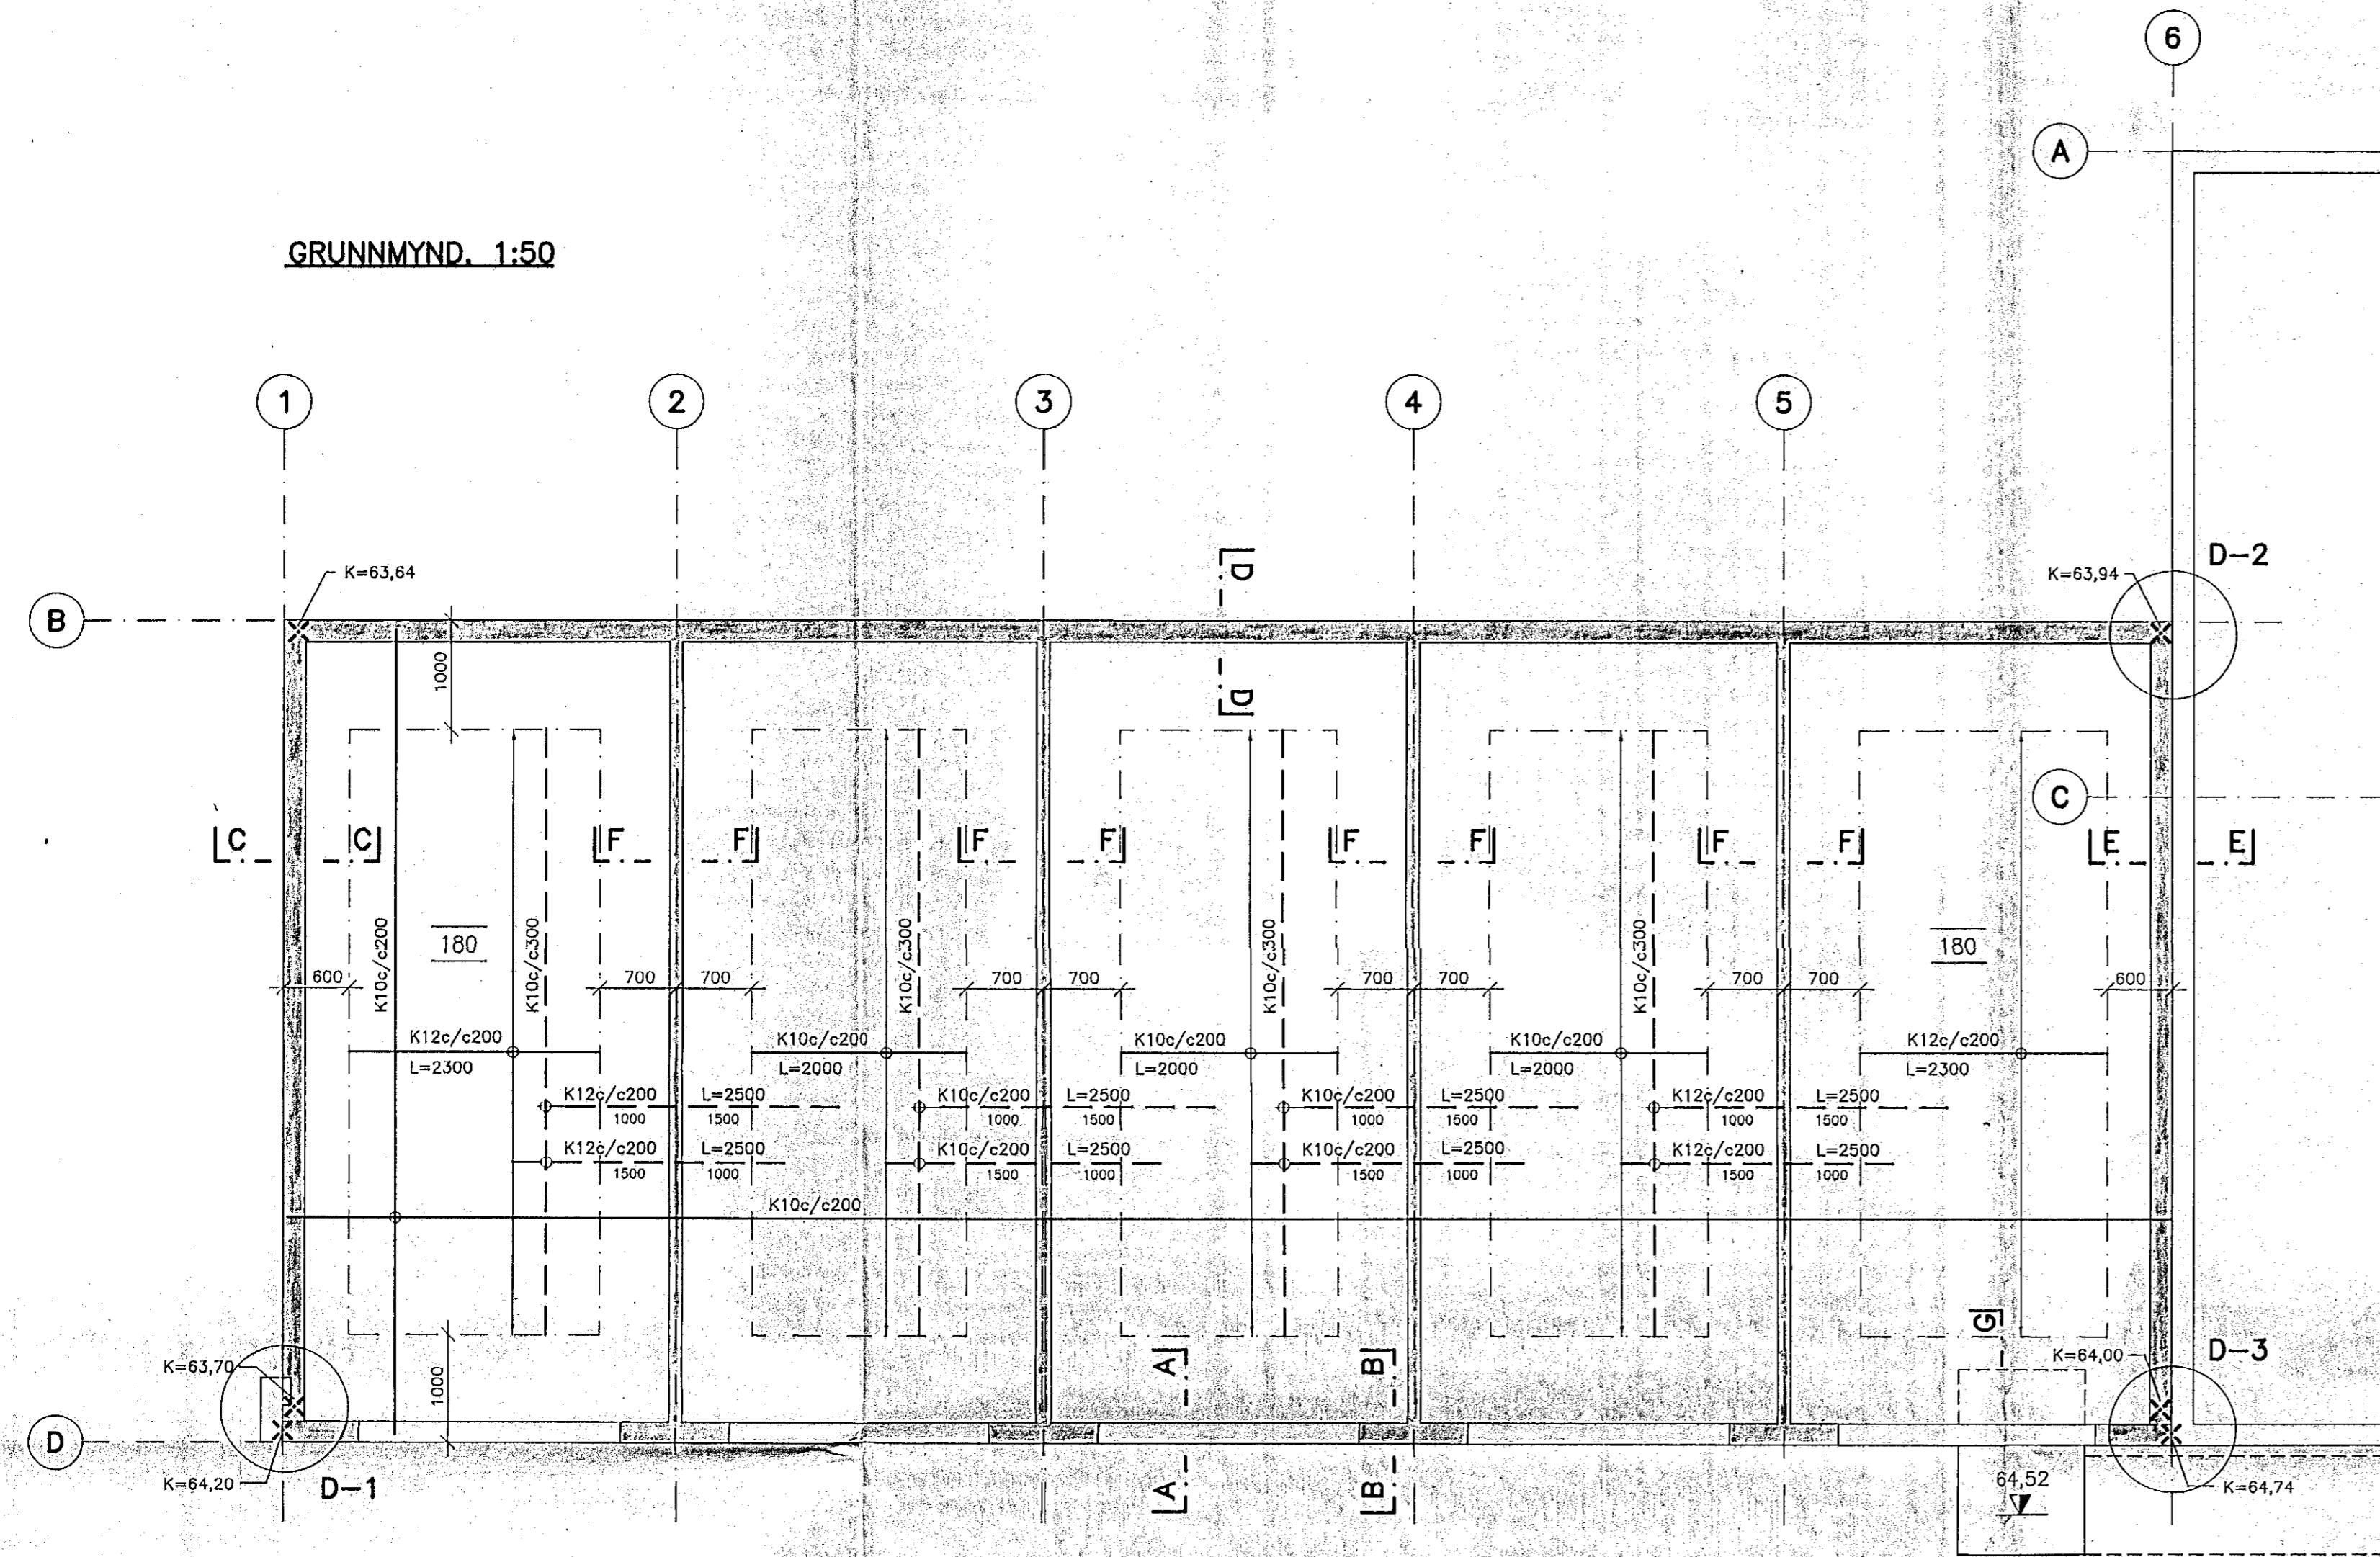 6
A
GRUNNMYND. 1:50
1
2
3
4
5
D
D-2
K=63,64
K=63,94
B
1000
D
C
C C F F F F F F F F E E
K10c/c200
180
K10c/c300
K10c/c300
K10c/c300
K10c/c300
180
600
700 700
700 700
700 700
700 700
600
K12c/c200
L=2300
K10c/c200
L=2000
K10c/c200
L=2000
K10c/c200
L=2000
K12c/c200
L=2300
K12c/c200 L=2500
1000 1500
K10c/c200 L=2500
1000 1500
K10c/c200 L=2500
1000 1500
K12c/c200 L=2500
1000 1500
K12c/c200 L=2500
1500 1000
K10c/c200 L=2500
1500 1000
K10c/c200 L=2500
1500 1000
K12c/c200 L=2500
1500 1000
K10c/c200
G
K=63,70
1000
A
B
K=64,00
D-3
D
K=64,20
D-1
A
B
64,52
K=64,74